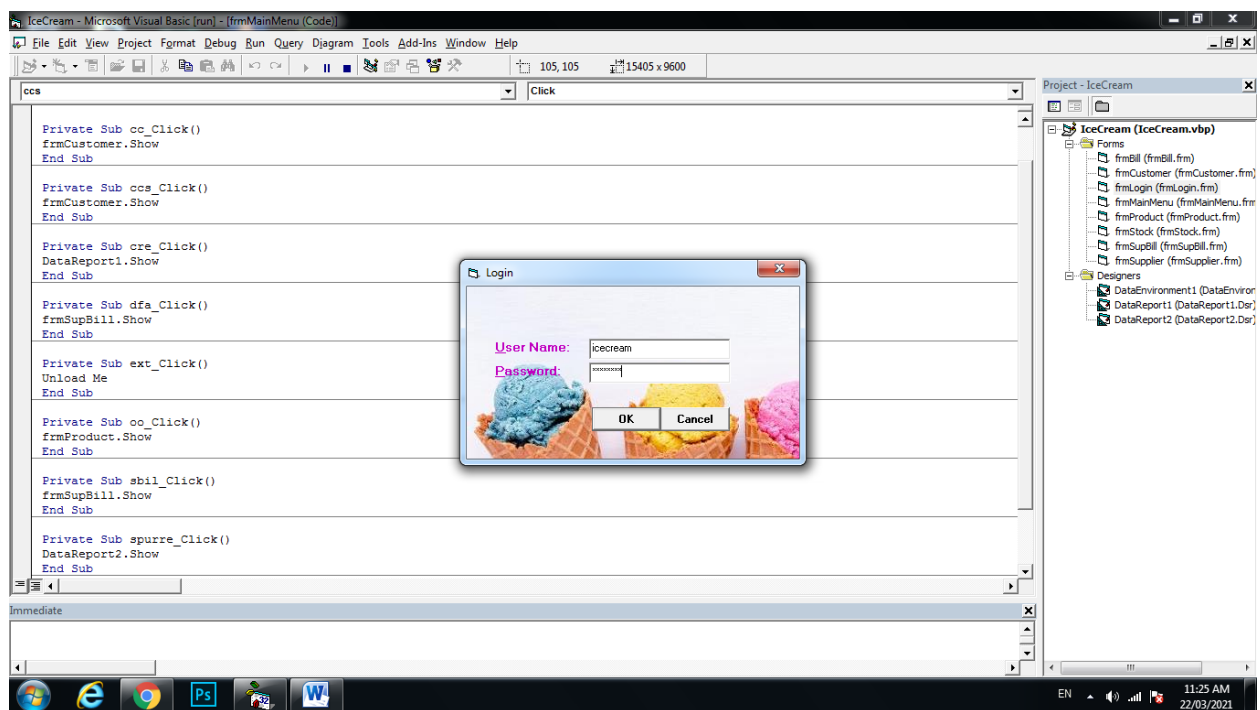 IceCream - Microsoft Visual Basic [run] - [frmMainMenu (Code)]
File Edit View Project Format Debug Run Query Diagram Tools Add-Ins Window Help
105, 105 15405 x 9600
ccs Click
Private Sub cc_Click()
frmCustomer.Show
End Sub
Private Sub ccs_Click()
frmCustomer.Show
End Sub
Private Sub cre_Click()
DataReport1.Show
End Sub
Private Sub dfa_Click()
frmSupBill.Show
End Sub
Private Sub ext_Click()
Unload Me
End Sub
Private Sub oo_Click()
frmProduct.Show
End Sub
Private Sub sbil_Click()
frmSupBill.Show
End Sub
Private Sub spurre_Click()
DataReport2.Show
End Sub
Login
User Name: icecream
Password: xxxxxxxx
OK Cancel
Project - IceCream
IceCream (IceCream.vbp)
Forms
frmBill (frmBill.frm)
frmCustomer (frmCustomer.frm)
frmLogin (frmLogin.frm)
frmMainMenu (frmMainMenu.frm
frmProduct (frmProduct.frm)
frmStock (frmStock.frm)
frmSupBill (frmSupBill.frm)
frmSupplier (frmSupplier.frm)
Designers
DataEnvironment1 (DataEnviron
DataReport1 (DataReport1.Dsr)
DataReport2 (DataReport2.Dsr)
Immediate
Ps W
EN 11:25 AM
22/03/2021